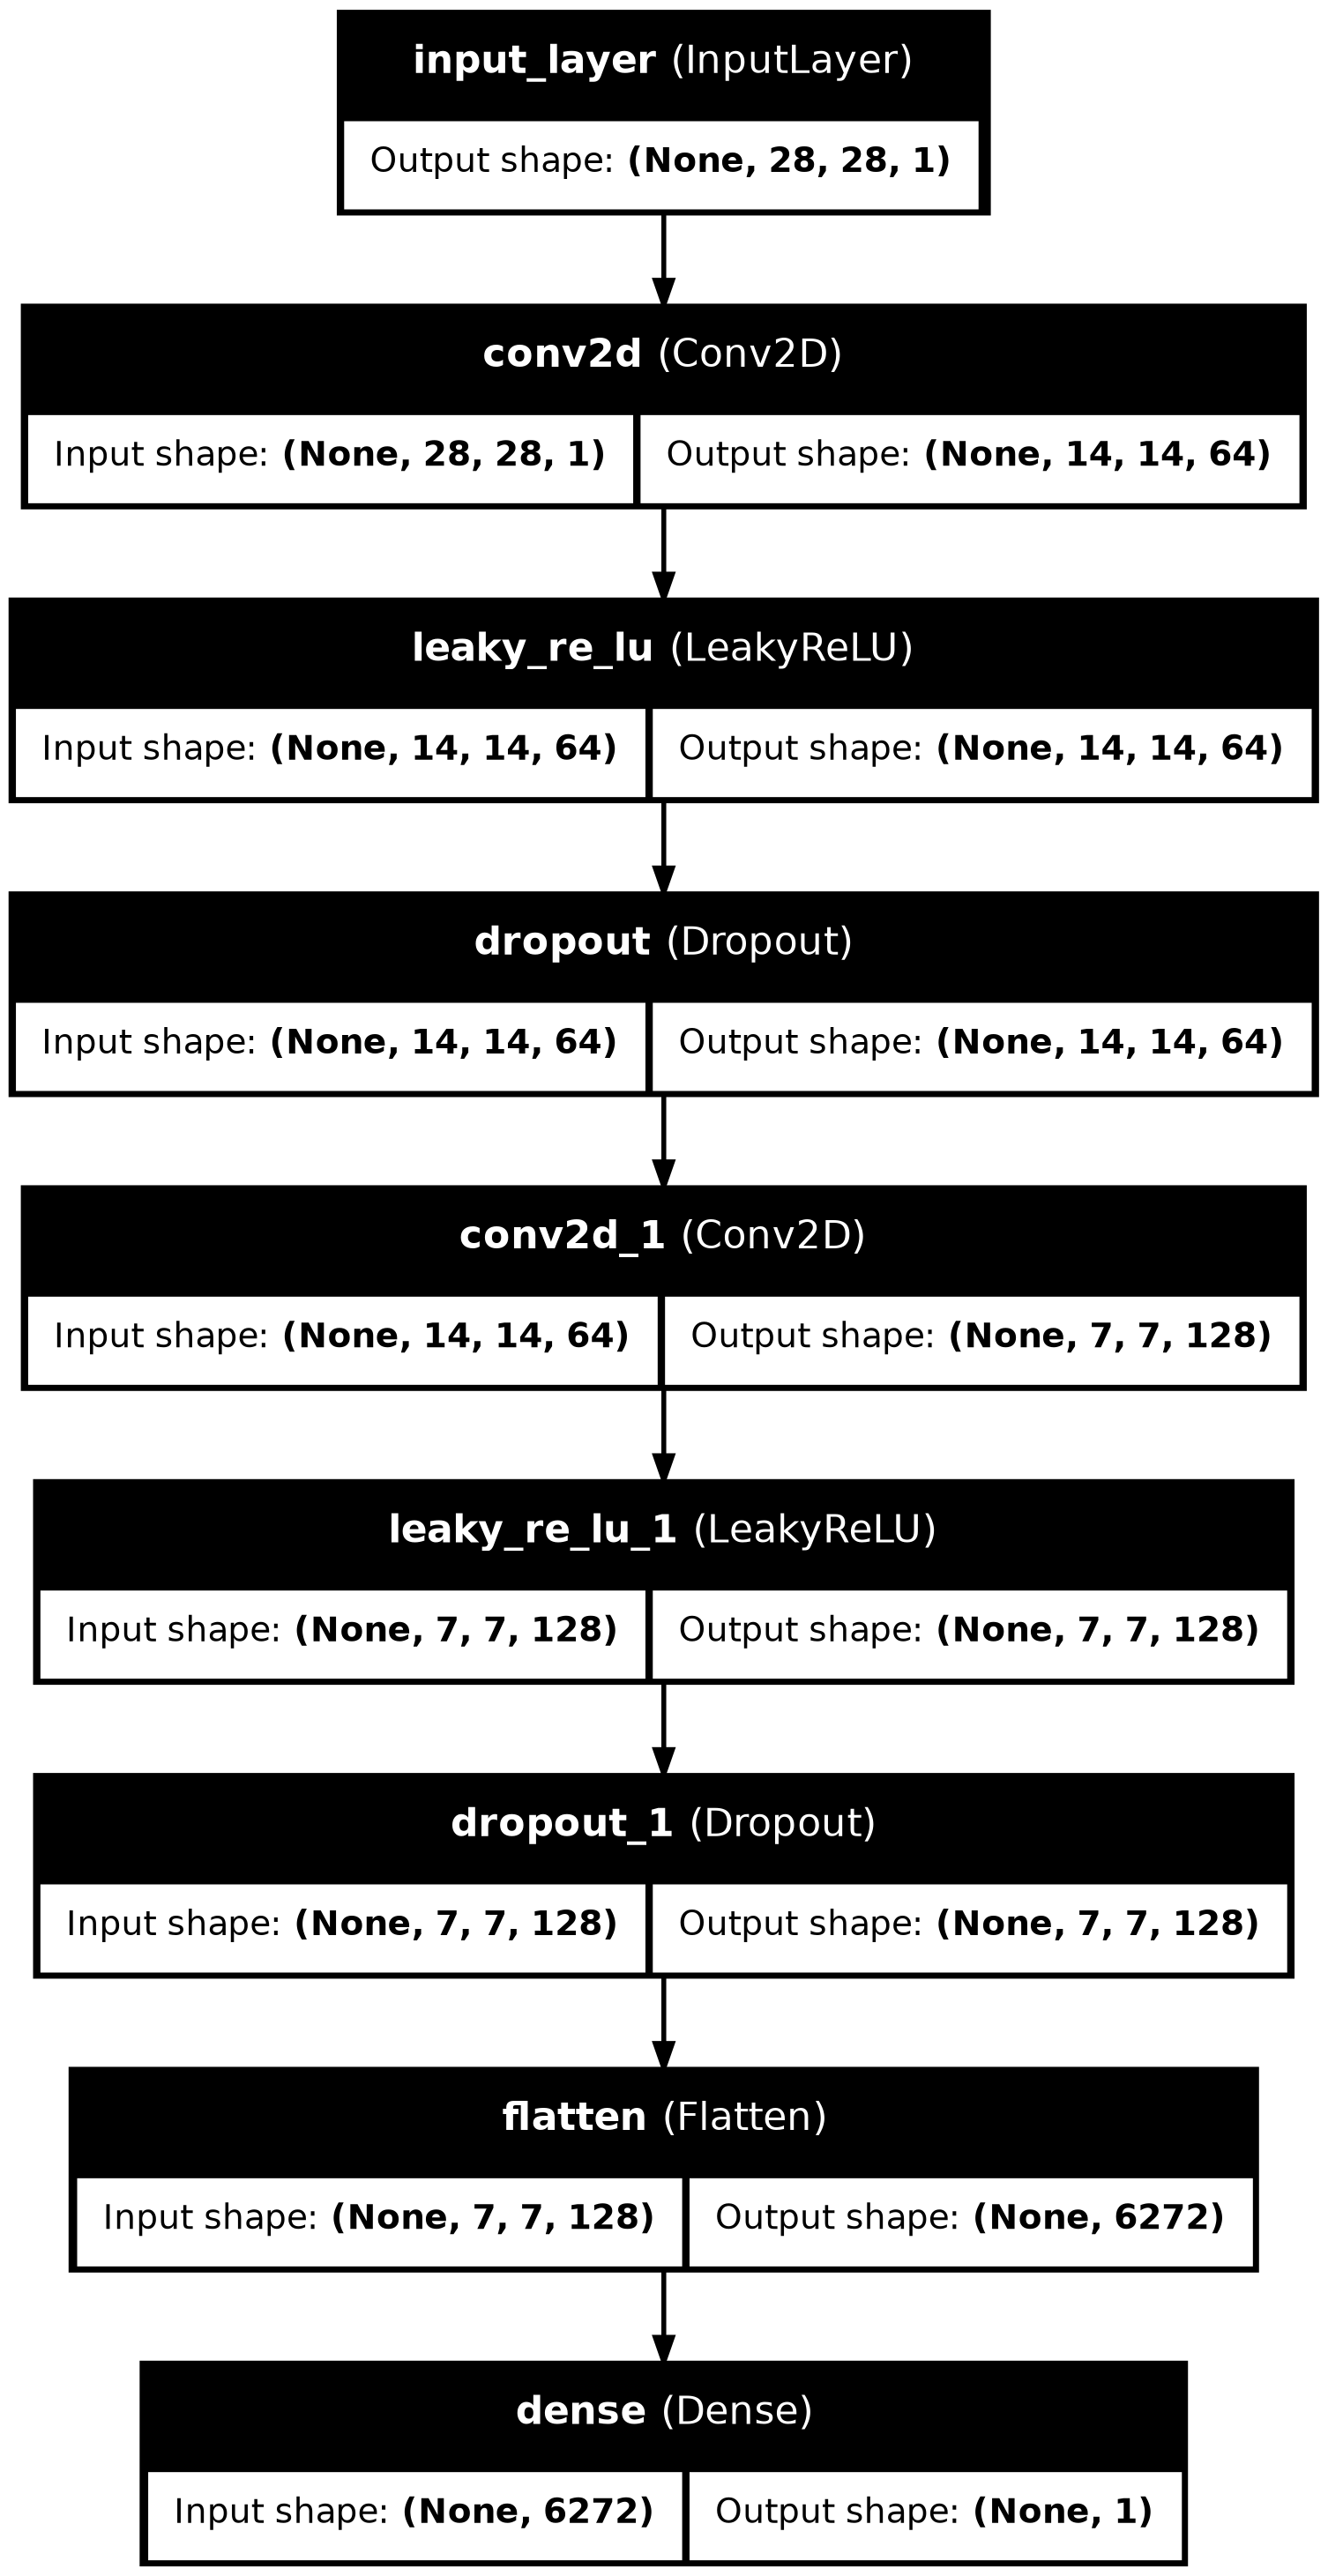 input_layer (InputLayer)
Output shape: (None, 28, 28, 1)
conv2d (Conv2D)
Input shape: (None, 28, 28, 1) Output shape: (None, 14, 14, 64)
leaky_re_lu (LeakyReLU)
Input shape: (None, 14, 14, 64) Output shape: (None, 14, 14, 64)
dropout (Dropout)
Input shape: (None, 14, 14, 64) Output shape: (None, 14, 14, 64)
conv2d_1 (Conv2D)
Input shape: (None, 14, 14, 64) Output shape: (None, 7, 7, 128)
leaky_re_lu_1 (LeakyReLU)
Input shape: (None, 7, 7, 128) Output shape: (None, 7, 7, 128)
dropout_1 (Dropout)
Input shape: (None, 7, 7, 128) Output shape: (None, 7, 7, 128)
flatten (Flatten)
Input shape: (None, 7, 7, 128) Output shape: (None, 6272)
dense (Dense)
Input shape: (None, 6272) Output shape: (None, 1)